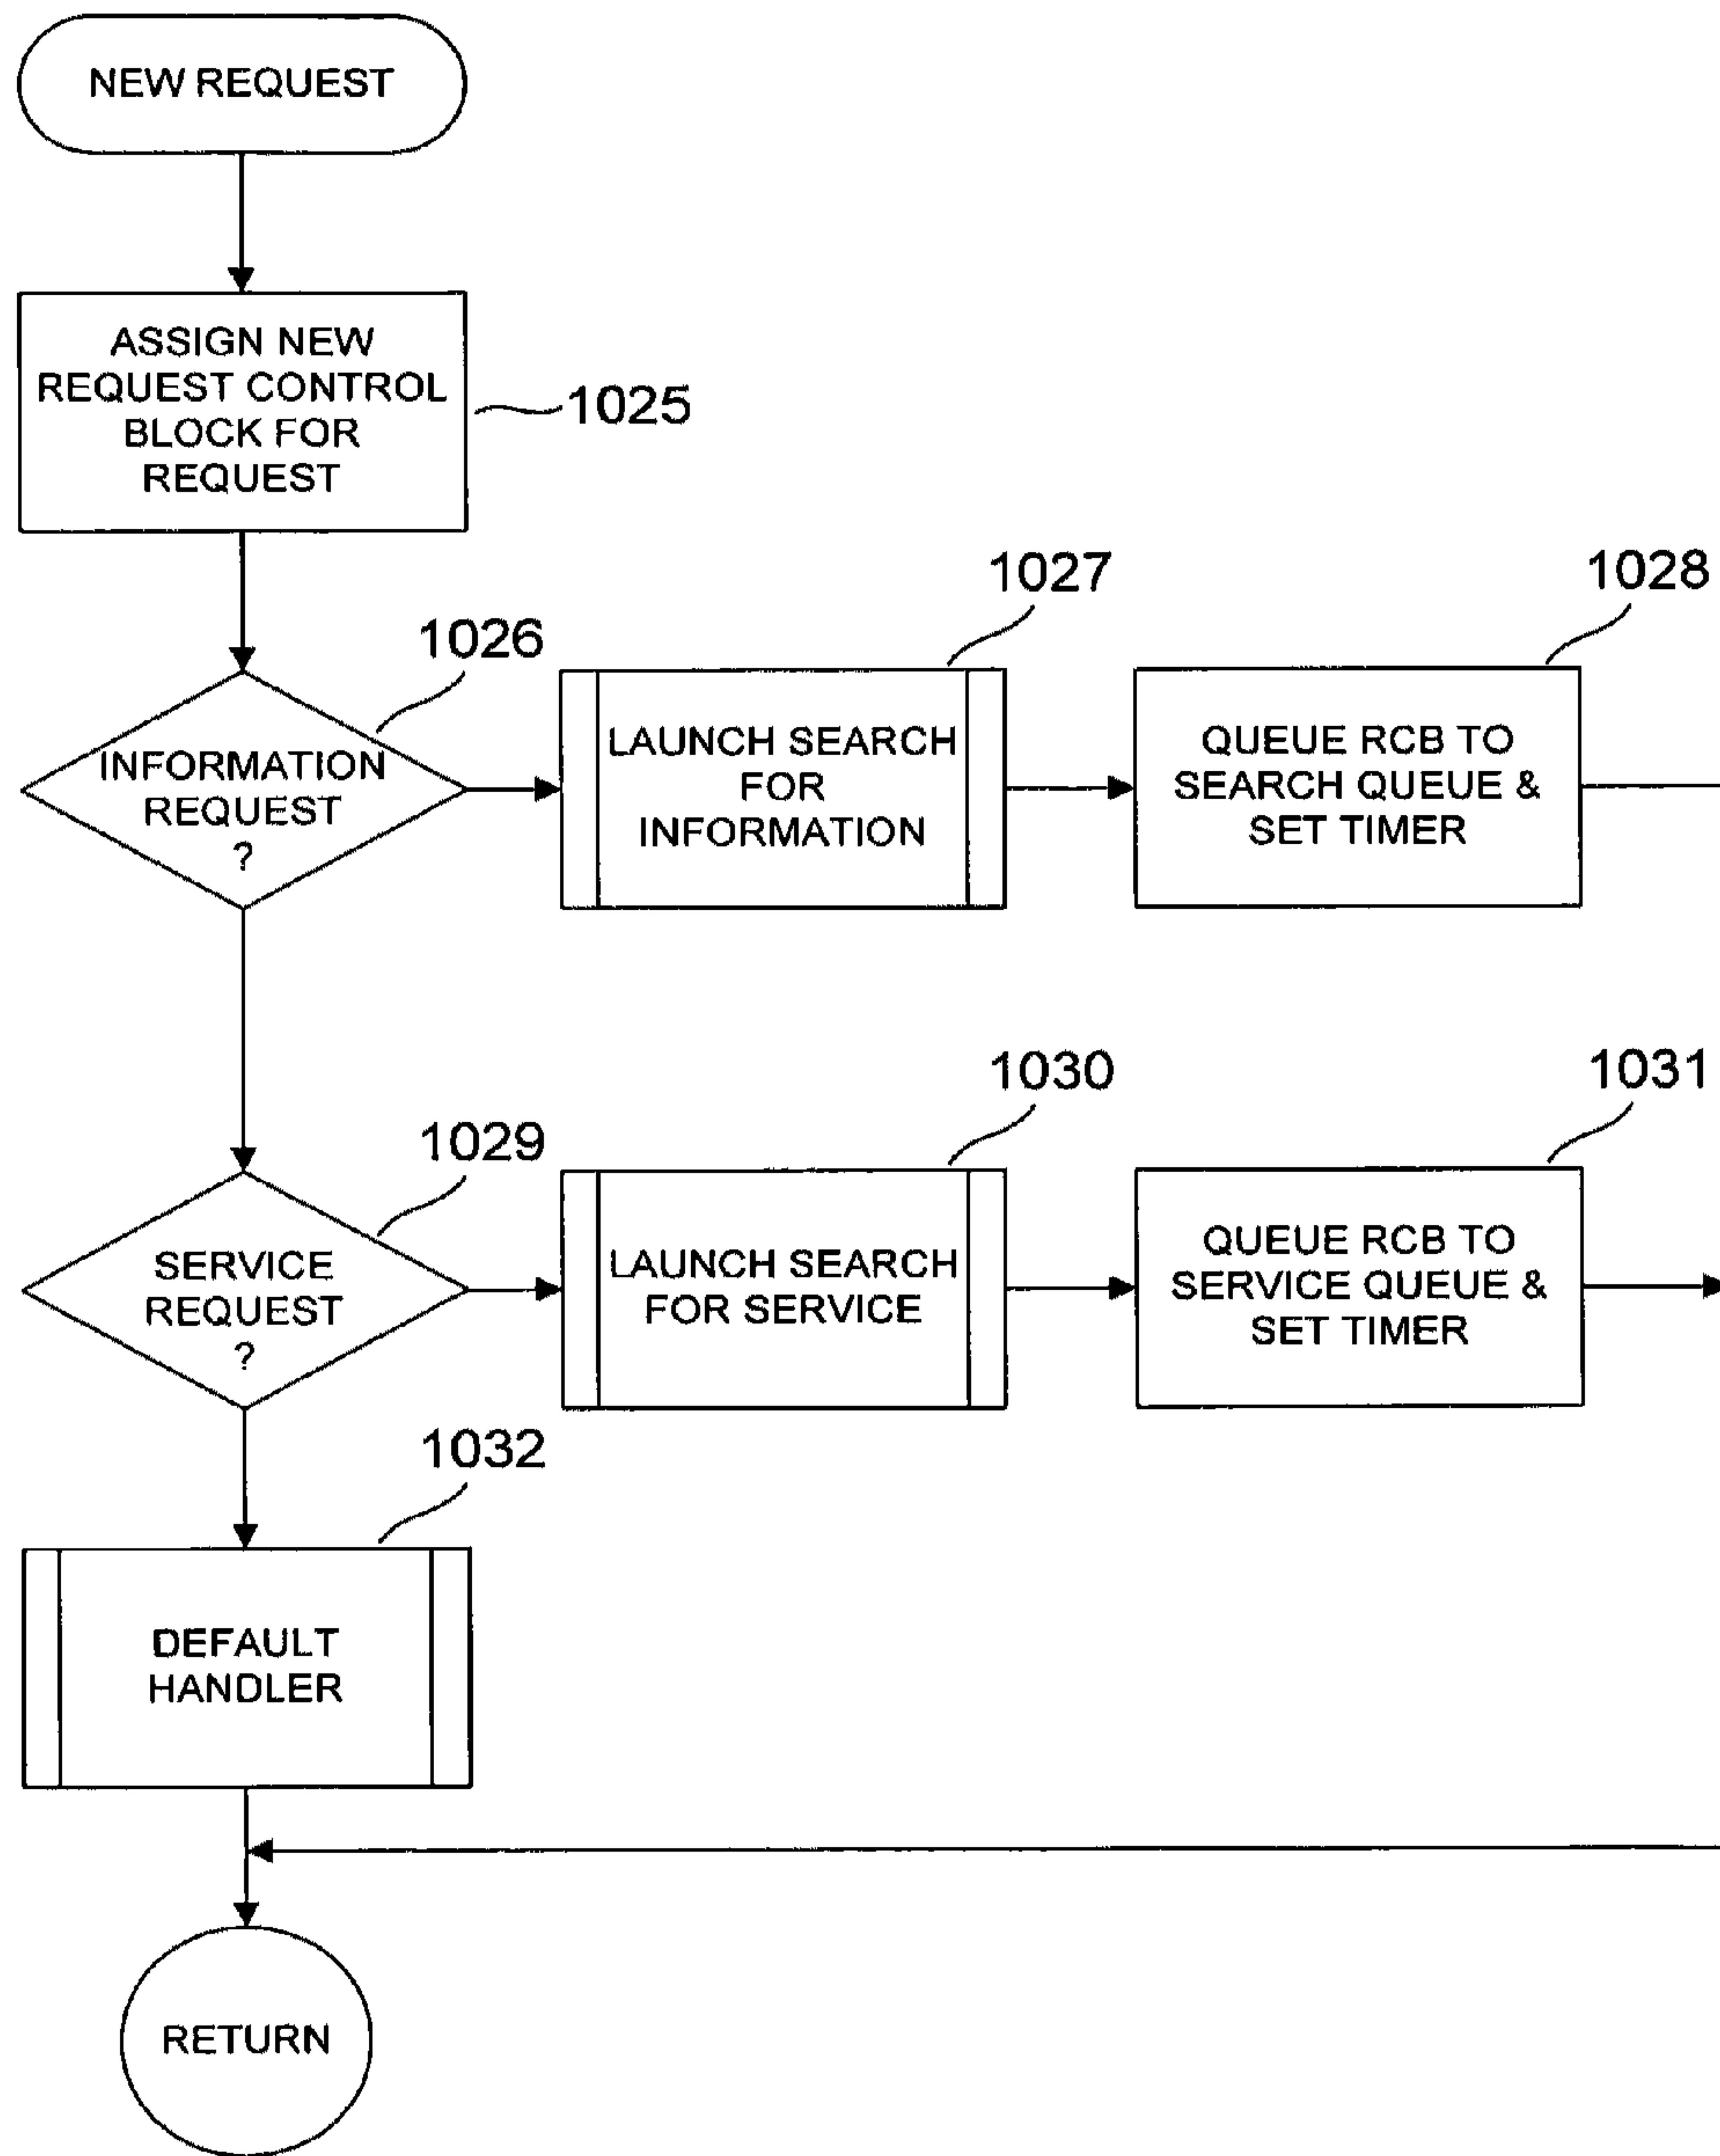 NEW REQUEST
ASSIGN NEW
REQUEST CONTROL
BLOCK FOR
REQUEST
1025
1026
INFORMATION
REQUEST
?
1027
LAUNCH SEARCH
FOR
INFORMATION
1028
QUEUE RCB TO
SEARCH QUEUE &
SET TIMER
1029
SERVICE
REQUEST
?
1030
LAUNCH SEARCH
FOR SERVICE
1031
QUEUE RCB TO
SERVICE QUEUE &
SET TIMER
1032
DEFAULT
HANDLER
RETURN